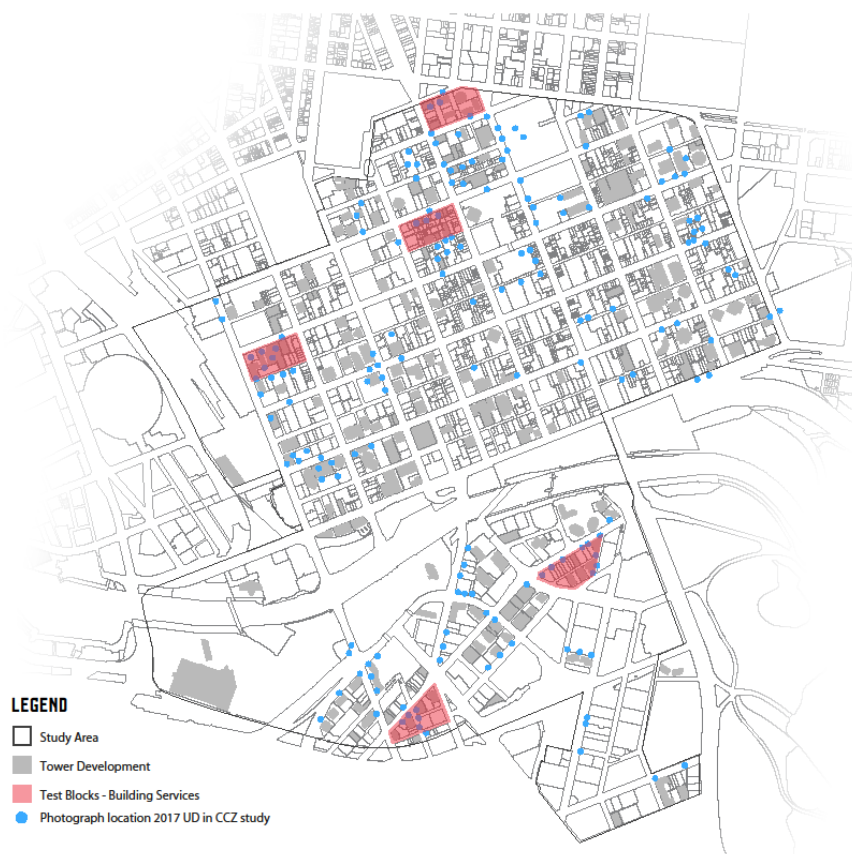 LEGEND
Study Area
Tower Development
Test Blocks - Building Services
Photograph location 2017 UD in CCZ study